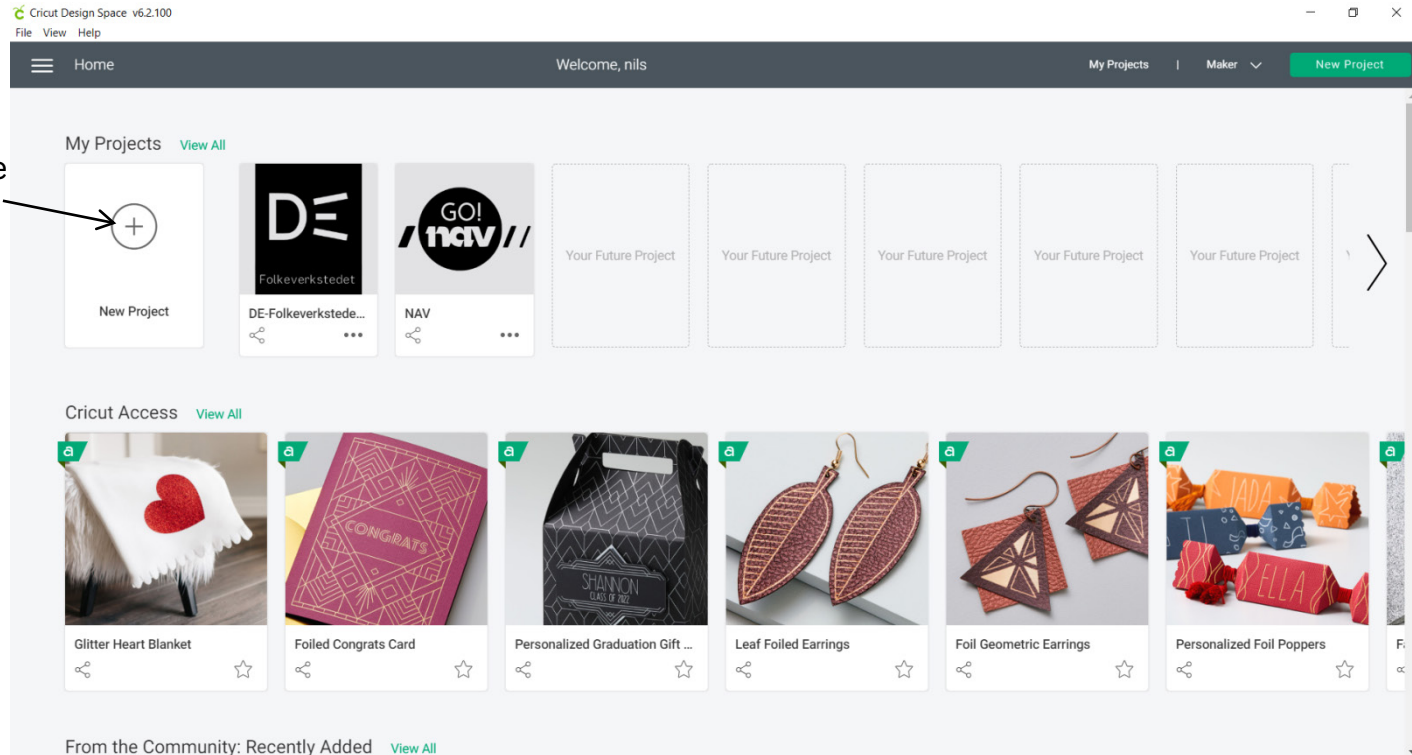 Cricut Design Space v6.2.100
File View Help
Home
Welcome, nils
My Projects | Maker
New Project
My Projects View All
e
New Project
DE
Folkeverkstedet
DE-Folkeverkstede...
GO!
nav
NAV
Your Future Project
Your Future Project
Your Future Project
Your Future Project
Your Future Project
Cricut Access View All
a
a
a
a
a
a
a
CONGRATS
SHANNON
CLASS OF 2022
JADA
ELLA
Glitter Heart Blanket
Foiled Congrats Card
Personalized Graduation Gift ...
Leaf Foiled Earrings
Foil Geometric Earrings
Personalized Foil Poppers
From the Community: Recently Added View All